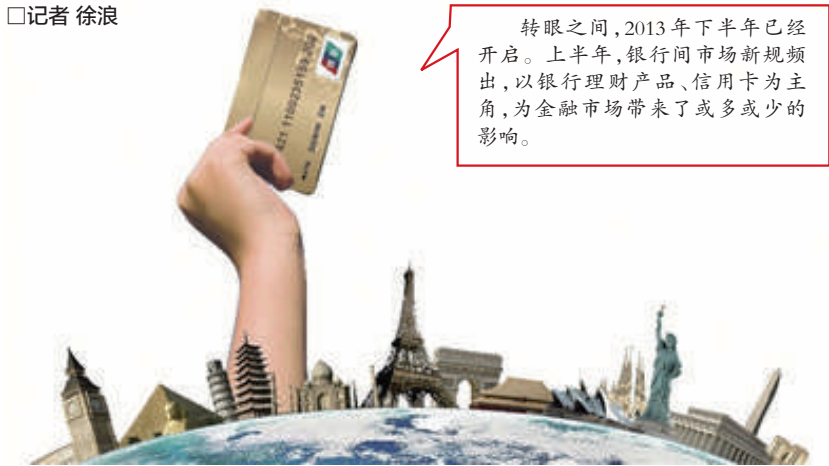 □记者 徐浪
转眼之间,2013年下半年已经
开启。上半年,银行间市场新规频
出,以银行理财产品、信用卡为主
角,为金融市场带来了或多或少的
影响。